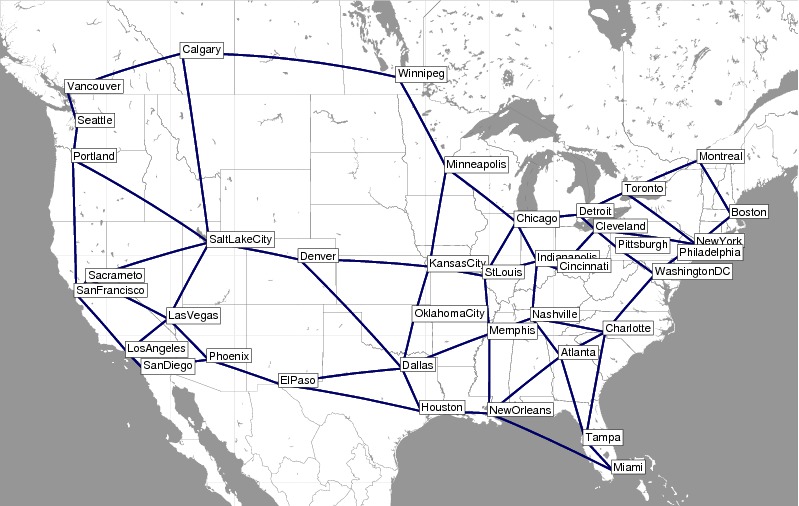 Calgary
Winnipeg
Vancouver
Seattle
Portland
Minneapolis
Montreal
Toronto
Detroit
Boston
Chicago
Cleveland
SaltLakeCity
Pittsburgh
NewYork
Philadelphia
Denver
KansasCity
Indianapolis
Cincinnati
StLouis
WashingtonDC
Sacrameto
SanFrancisco
LasVegas
OklahomaCity
Nashville
Memphis
Charlotte
LosAngeles
Phoenix
Atlanta
SanDiego
Dallas
ElPaso
Houston
NewOrleans
Tampa
Miami